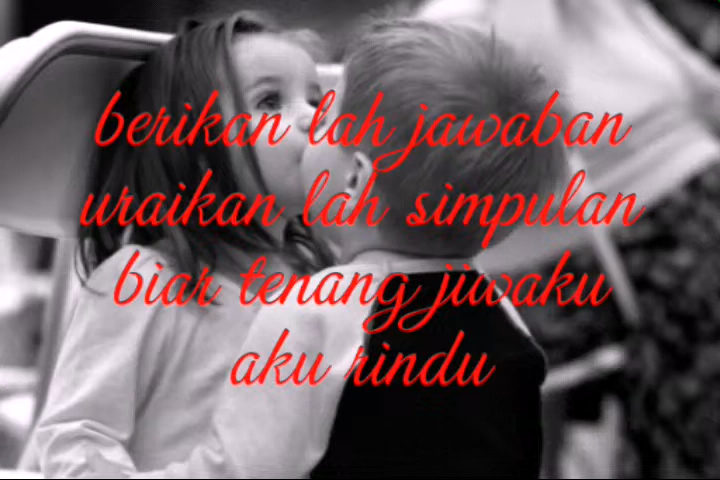 berikan lah jawaban
uraikan lah simpulan
biar tenang jiwaku
aku rindu